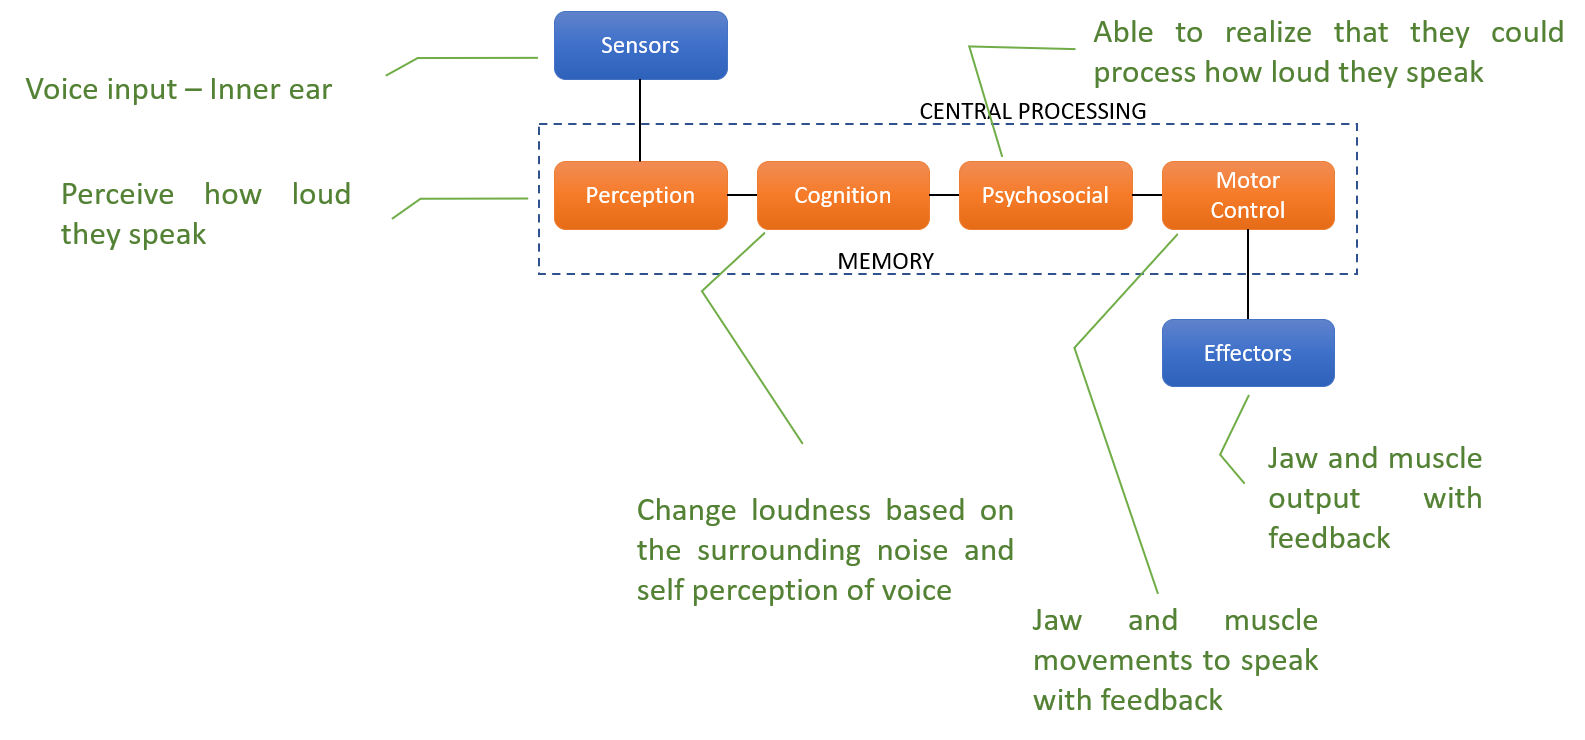 Sensors
Able to realize that they could
process how loud they speak
Voice input – Inner ear
CENTRAL PROCESSING
Perceive how loud
they speak
Perception
Cognition
Psychosocial
Motor
Control
MEMORY
Effectors
Jaw and muscle
output with
feedback
Change loudness based on
the surrounding noise and
self perception of voice
Jaw and muscle
movements to speak
with feedback